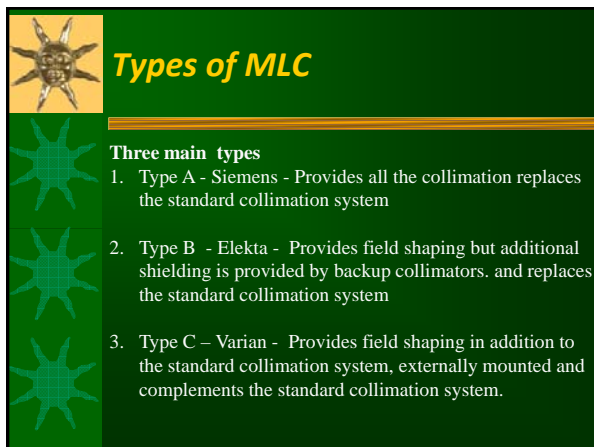 Types of MLC
Three main types
1. Type A - Siemens - Provides all the collimation replaces
the standard collimation system
2. Type B - Elekta - Provides field shaping but additional
shielding is provided by backup collimators. and replaces
the standard collimation system
3. Type C – Varian - Provides field shaping in addition to
the standard collimation system, externally mounted and
complements the standard collimation system.